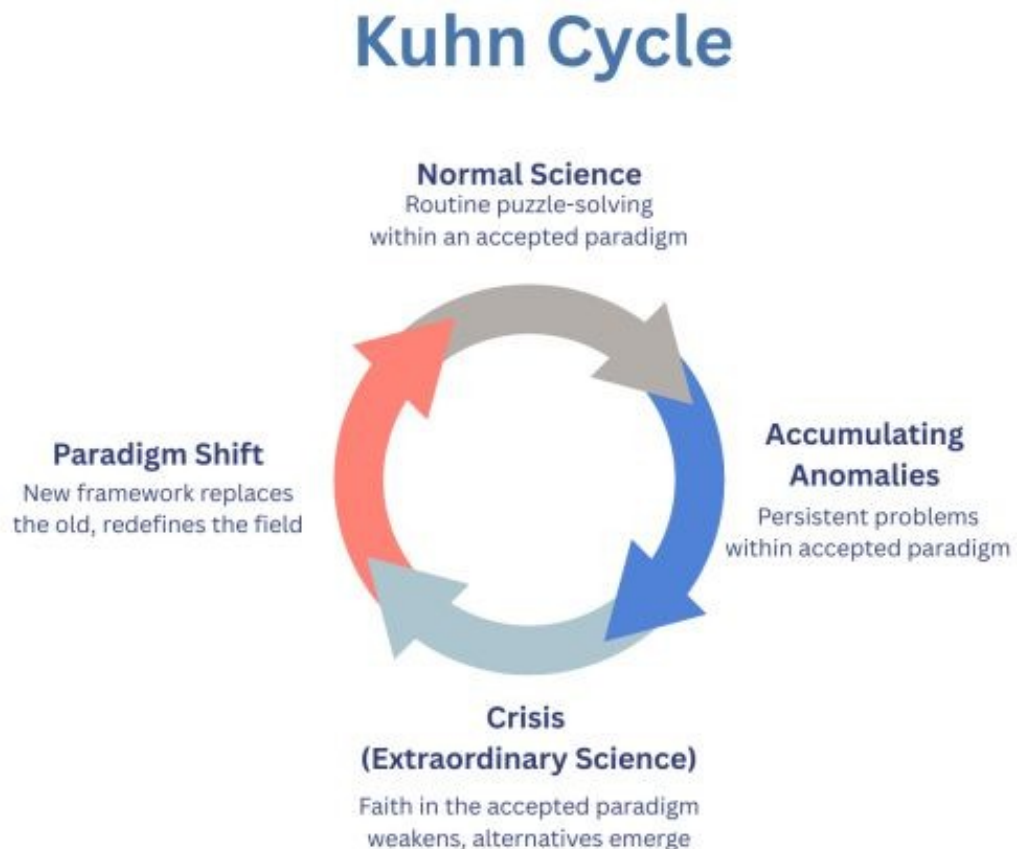 Kuhn Cycle
Normal Science
Routine puzzle-solving
within an accepted paradigm
Accumulating
Anomalies
Persistent problems
within accepted paradigm
Crisis
(Extraordinary Science)
Faith in the accepted paradigm
weakens, alternatives emerge
Paradigm Shift
New framework replaces
the old, redefines the field